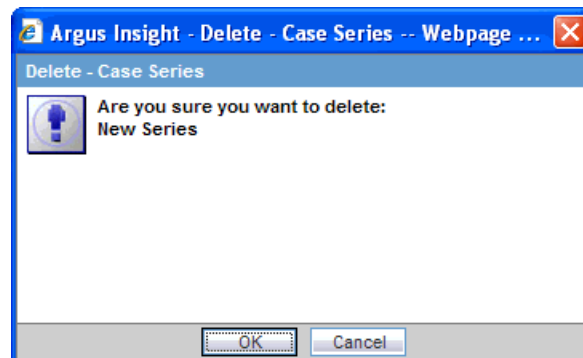 Argus Insight - Delete - Case Series -- Webpage ...
Delete - Case Series
Are you sure you want to delete:
New Series
OK Cancel